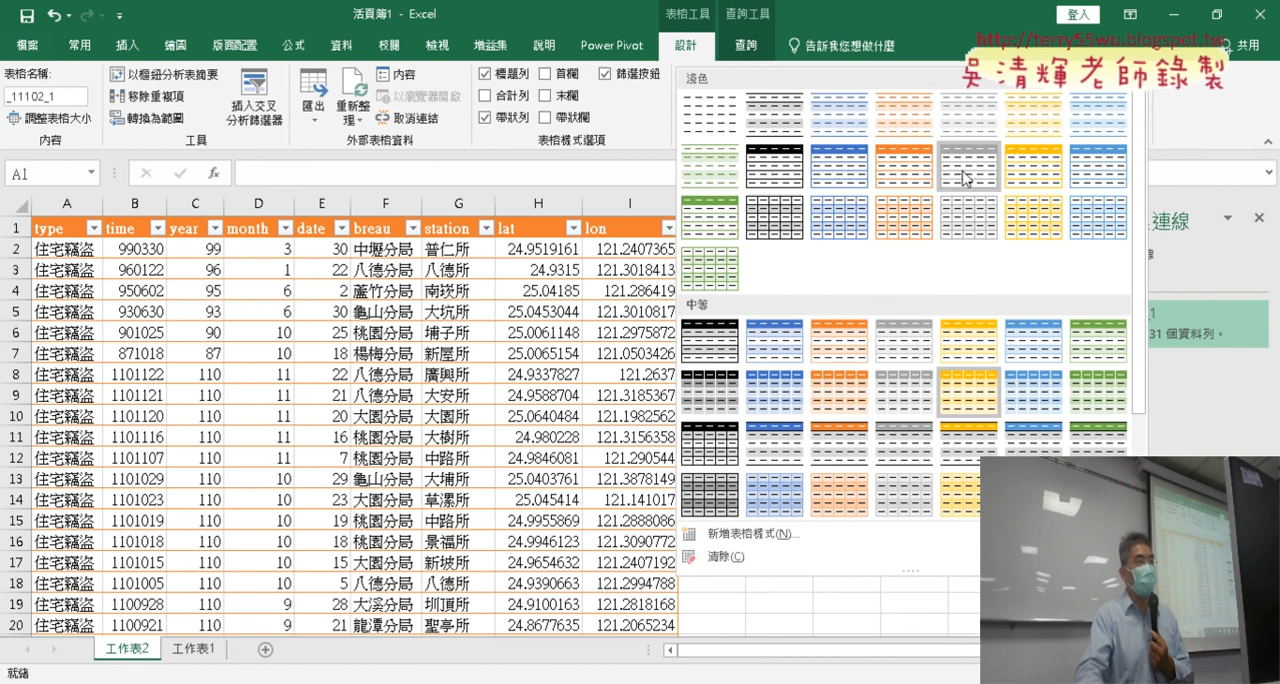 活頁簿1 - Excel
表格工具 查詢工具
登入
檔案 常用 插入 繪圖 版面配置 公式 資料 校閱 檢視 增益集 說明 Power Pivot 設計 查詢 告訴我您想做什麼 共用
http://terry55wu.blogspot.tw
吳清輝老師錄製
表格名稱:
_11102_1
調整表格大小
內容
以樞紐分析表摘要
移除重複項
轉換為範圍
插入交叉
分析篩選器
工具
匯出
重新整
理
內容
以瀏覽器開啟
取消連結
外部表格資料
標題列 首欄 篩選按鈕
合計列 末欄
帶狀列 帶狀欄
表格樣式選項
淺色
中等
新增表格樣式(N)...
清除(C)
連線
_1
31 個資料列。
A1
fx
A B C D E F G H I
1 type time year month date breau station lat lon
2 住宅竊盜 990330 99 3 30 中壢分局 普仁所 24.9519161 121.2407365
3 住宅竊盜 960122 96 1 22 八德分局 八德所 24.9315 121.3018413
4 住宅竊盜 950602 95 6 2 蘆竹分局 南崁所 25.04185 121.286419
5 住宅竊盜 930630 93 6 30 龜山分局 大坑所 25.0453044 121.3010817
6 住宅竊盜 901025 90 10 25 桃園分局 埔子所 25.0061148 121.2975872
7 住宅竊盜 871018 87 10 18 楊梅分局 新屋所 25.0065154 121.0503426
8 住宅竊盜 1101122 110 11 22 八德分局 廣興所 24.9337827 121.2637
9 住宅竊盜 1101121 110 11 21 八德分局 大安所 24.9588704 121.3185367
10 住宅竊盜 1101120 110 11 20 大園分局 大園所 25.0640484 121.1982562
11 住宅竊盜 1101116 110 11 16 桃園分局 大樹所 24.980228 121.3156358
12 住宅竊盜 1101107 110 11 7 桃園分局 中路所 24.9846081 121.290544
13 住宅竊盜 1101029 110 10 29 龜山分局 大埔所 25.0403761 121.3878149
14 住宅竊盜 1101023 110 10 23 大園分局 草漯所 25.045414 121.141017
15 住宅竊盜 1101019 110 10 19 桃園分局 中路所 24.9955869 121.2888086
16 住宅竊盜 1101018 110 10 18 桃園分局 景福所 24.9946123 121.3090772
17 住宅竊盜 1101015 110 10 15 大園分局 新坡所 24.9654632 121.2407192
18 住宅竊盜 1101005 110 10 5 八德分局 八德所 24.9390663 121.2994788
19 住宅竊盜 1100928 110 9 28 大溪分局 圳頂所 24.9100163 121.2818168
20 住宅竊盜 1100921 110 9 21 龍潭分局 聖亭所 24.8677635 121.2065234
工作表2 工作表1
就緒